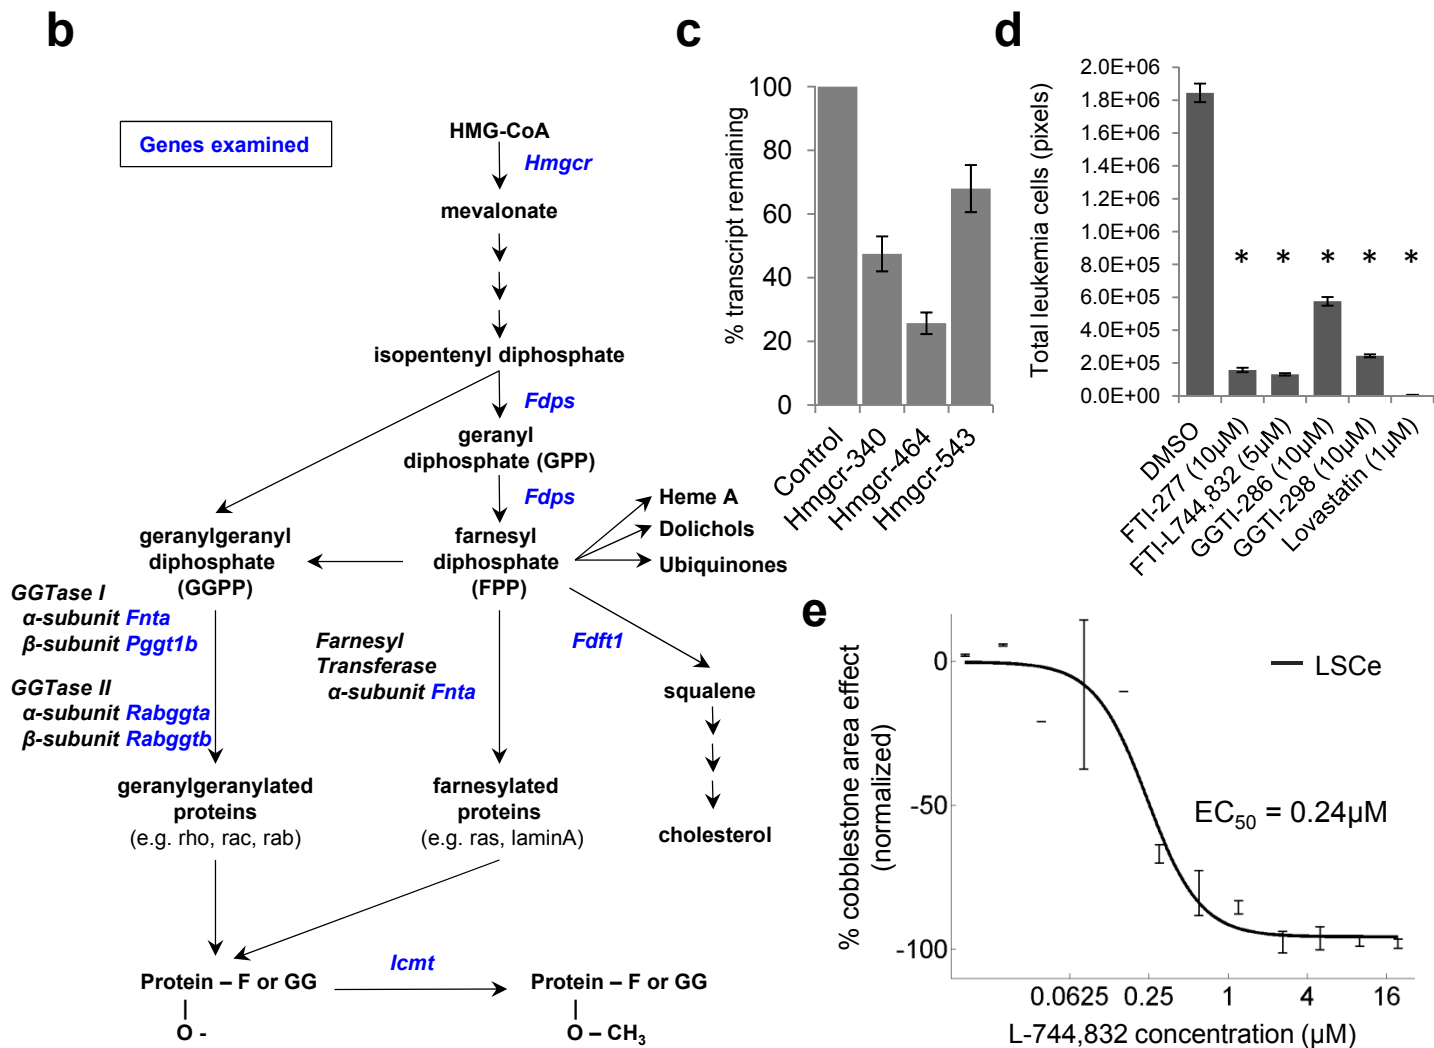 b
Genes examined
HMG-CoA
Hmgcr
mevalonate
isopentenyl diphosphate
Fdps
geranyl
diphosphate (GPP)
Fdps
Heme A
Dolichols
Ubiquinones
geranylgeranyl
diphosphate
(GGPP)
farnesyl
diphosphate
(FPP)
GGTase I
α-subunit Fnta
β-subunit Pggt1b
GGTase II
α-subunit Rabggta
β-subunit Rabggtb
Farnesyl
Transferase
α-subunit Fnta
Fdft1
squalene
cholesterol
geranylgeranylated
proteins
(e.g. rho, rac, rab)
farnesylated
proteins
(e.g. ras, laminA)
Protein – F or GG
O -
Icmt
Protein – F or GG
O – CH₃
c
% transcript remaining
100
80
60
40
20
0
Control
Hmgcr-340
Hmgcr-464
Hmgcr-543
d
Total leukemia cells (pixels)
2.0E+06
1.8E+06
1.6E+06
1.4E+06
1.2E+06
1.0E+06
8.0E+05
6.0E+05
4.0E+05
2.0E+05
0.0E+00
* * * * *
DMSO
FTI-277 (10µM)
FTI-L744,832 (5µM)
GGTI-286 (10µM)
GGTI-298 (10µM)
Lovastatin (1µM)
e
% cobblestone area effect
(normalized)
0
-50
-100
LSCe
EC₅₀ = 0.24µM
0.0625 0.25 1 4 16
L-744,832 concentration (µM)